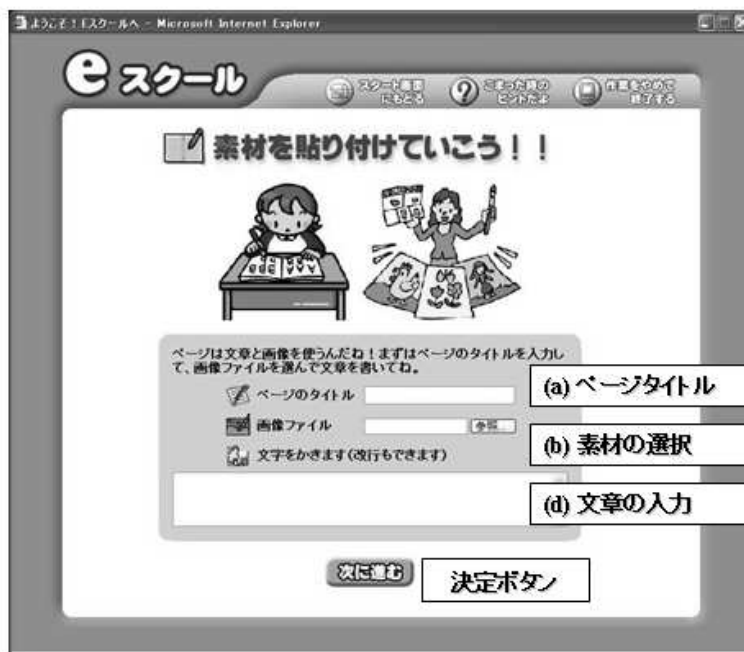 ようこそ!Eスクールへ - Microsoft Internet Explorer
eスクール
スタート画面
にもどる
こまった時の
ヒントだよ
作業をやめて
終了する
素材を貼り付けていこう!!
ページは文章と画像を使うんだね!まずはページのタイトルを入力し
て、画像ファイルを選んで文章を書いてね。
ページのタイトル
(a) ページタイトル
画像ファイル
参照...
(b) 素材の選択
文字をかきます(改行もできます)
(d) 文章の入力
次に進む
決定ボタン